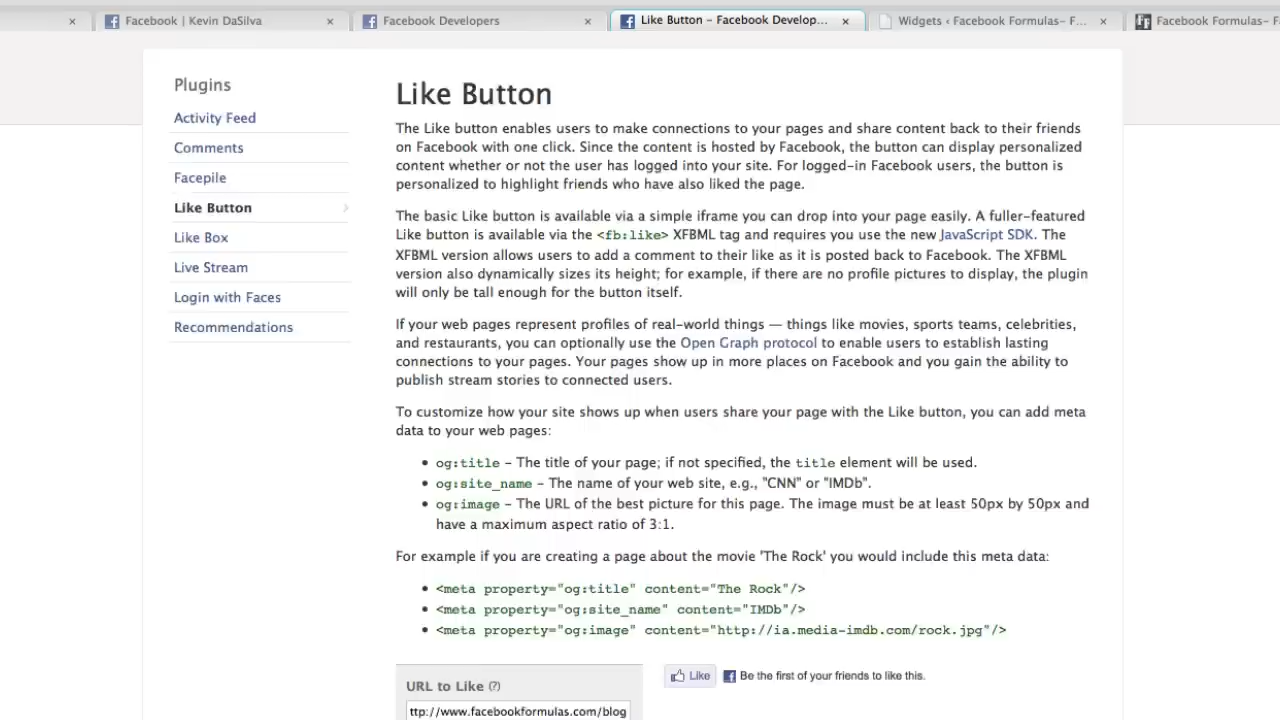 Facebook | Kevin DaSilva
Facebook Developers
Like Button – Facebook Develop...
Widgets ‹ Facebook Formulas– F...
Facebook Formulas– F
Plugins
Activity Feed
Comments
Facepile
Like Button
Like Box
Live Stream
Login with Faces
Recommendations
Like Button
The Like button enables users to make connections to your pages and share content back to their friends
on Facebook with one click. Since the content is hosted by Facebook, the button can display personalized
content whether or not the user has logged into your site. For logged-in Facebook users, the button is
personalized to highlight friends who have also liked the page.
The basic Like button is available via a simple iframe you can drop into your page easily. A fuller-featured
Like button is available via the <fb:like> XFBML tag and requires you use the new JavaScript SDK. The
XFBML version allows users to add a comment to their like as it is posted back to Facebook. The XFBML
version also dynamically sizes its height; for example, if there are no profile pictures to display, the plugin
will only be tall enough for the button itself.
If your web pages represent profiles of real-world things — things like movies, sports teams, celebrities,
and restaurants, you can optionally use the Open Graph protocol to enable users to establish lasting
connections to your pages. Your pages show up in more places on Facebook and you gain the ability to
publish stream stories to connected users.
To customize how your site shows up when users share your page with the Like button, you can add meta
data to your web pages:
• og:title – The title of your page; if not specified, the title element will be used.
• og:site_name – The name of your web site, e.g., "CNN" or "IMDb".
• og:image – The URL of the best picture for this page. The image must be at least 50px by 50px and
have a maximum aspect ratio of 3:1.
For example if you are creating a page about the movie 'The Rock' you would include this meta data:
• <meta property="og:title" content="The Rock"/>
• <meta property="og:site_name" content="IMDb"/>
• <meta property="og:image" content="http://ia.media-imdb.com/rock.jpg"/>
URL to Like (?)
ttp://www.facebookformulas.com/blog
Like
Be the first of your friends to like this.